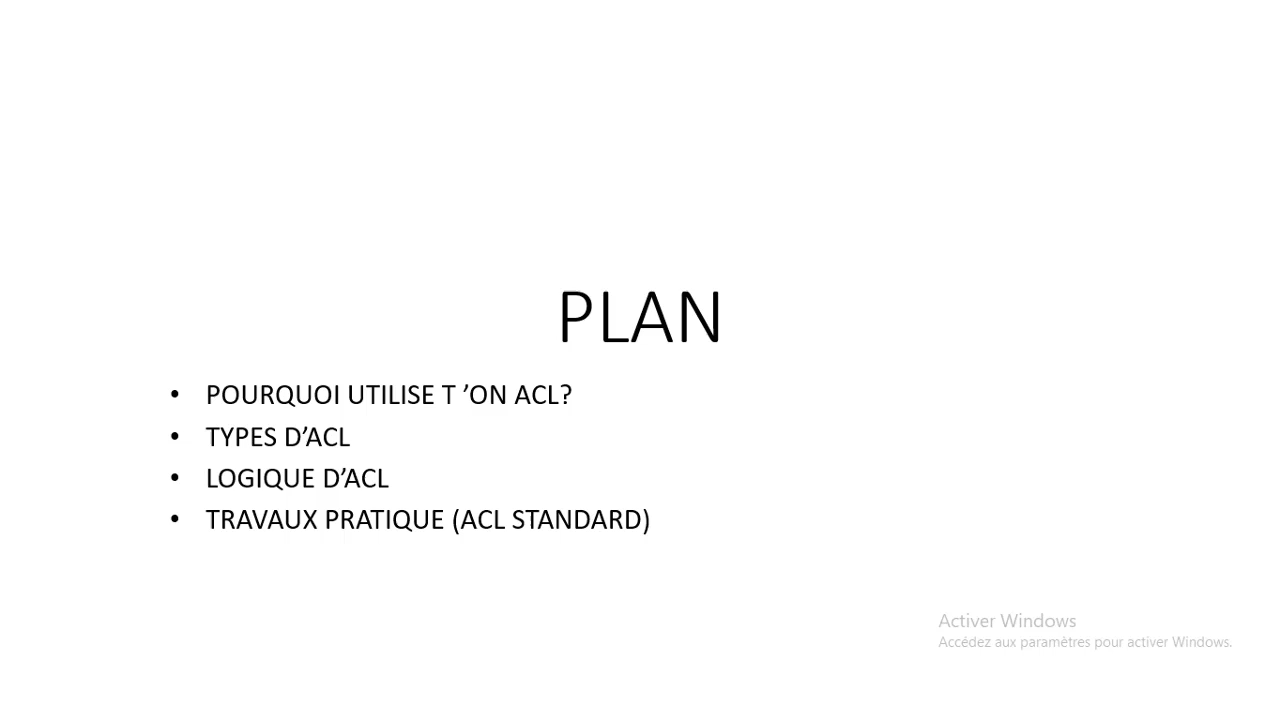 PLAN
• POURQUOI UTILISE T ’ON ACL?
• TYPES D’ACL
• LOGIQUE D’ACL
• TRAVAUX PRATIQUE (ACL STANDARD)
Activer Windows
Accédez aux paramètres pour activer Windows.